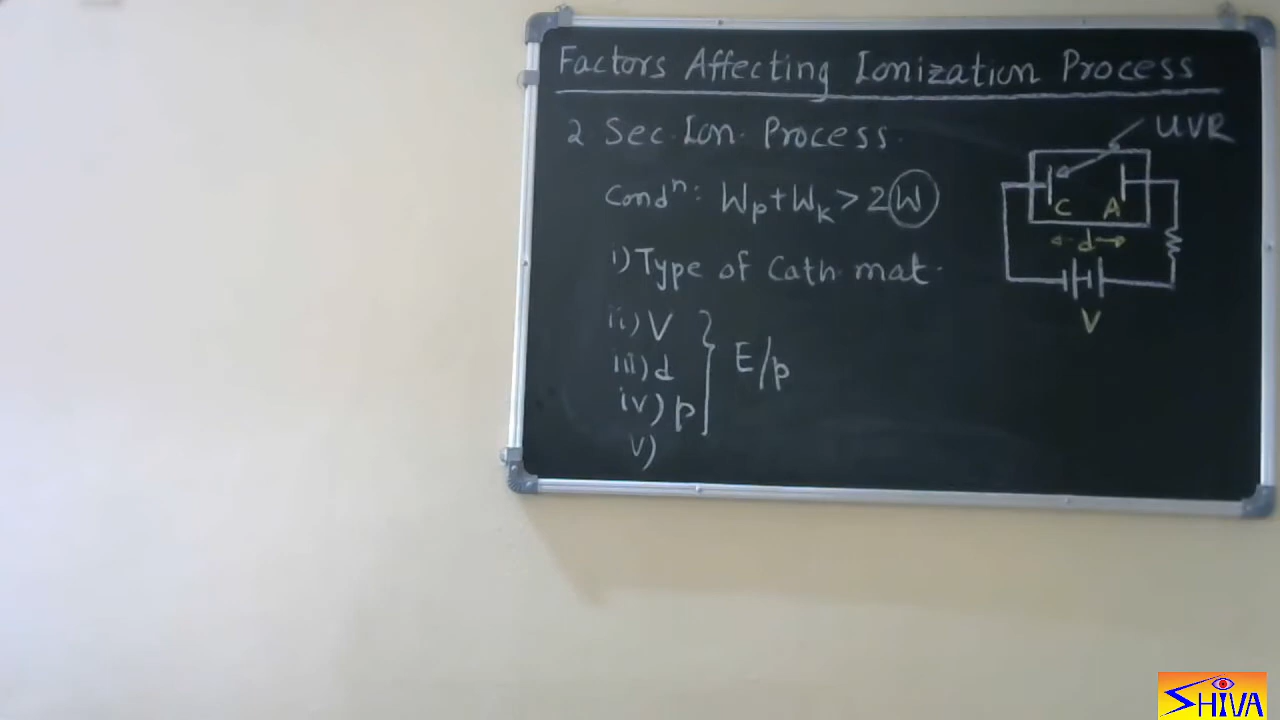 Factors Affecting Ionization Process
2 Sec. Ion. Process.
Condⁿ: Wp + Wk > 2W
i) Type of Cath mat.
ii) V
iii) d
iv) p
v)
E/p
UVR
C A
d
V
SHIVA